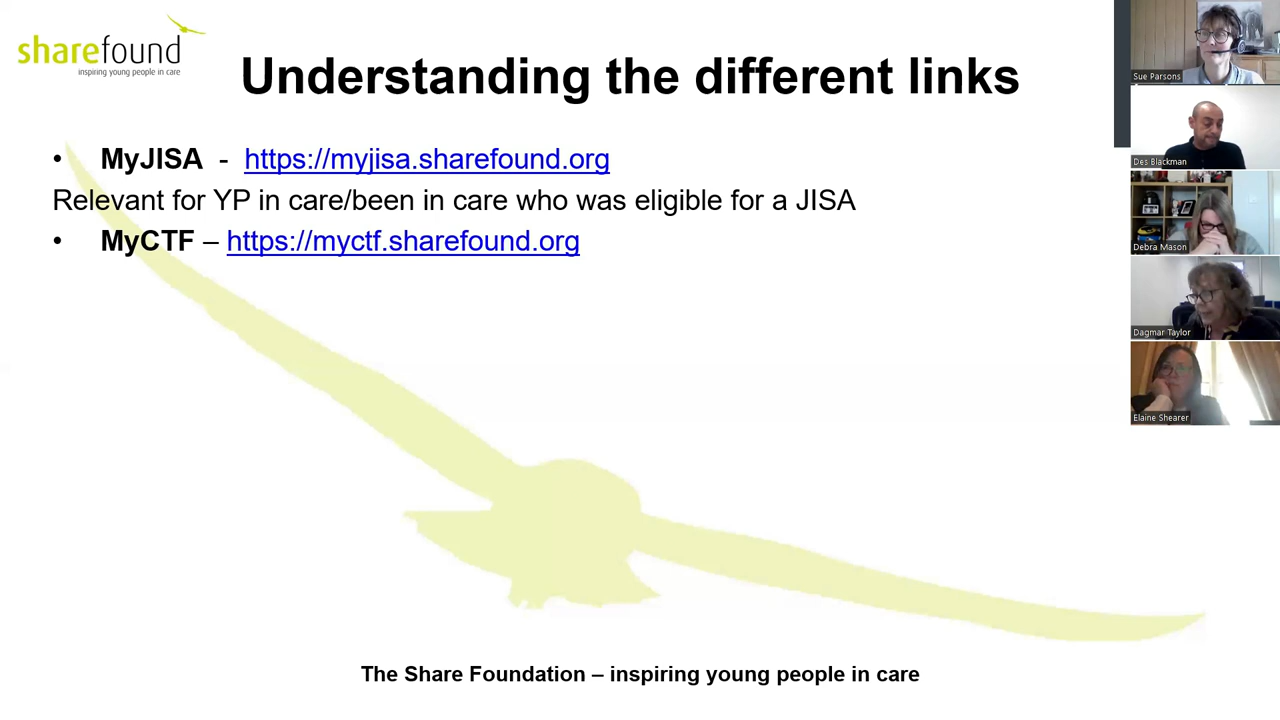 sharefound
inspiring young people in care
Understanding the different links
• MyJISA - https://myjisa.sharefound.org
Relevant for YP in care/been in care who was eligible for a JISA
• MyCTF – https://myctf.sharefound.org
The Share Foundation – inspiring young people in care
Sue Parsons
Des Blackman
Debra Mason
Dagmar Taylor
Elaine Shearer